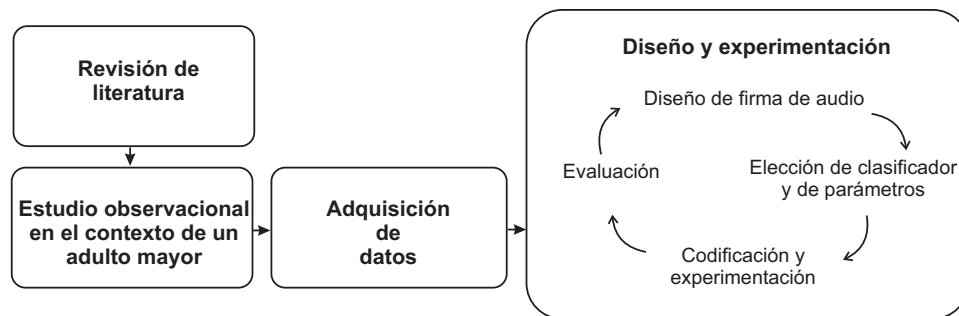 Revisión de
literatura
Estudio observacional
en el contexto de un
adulto mayor
Adquisición
de
datos
Diseño y experimentación
Diseño de firma de audio
Elección de clasificador
y de parámetros
Codificación y
experimentación
Evaluación